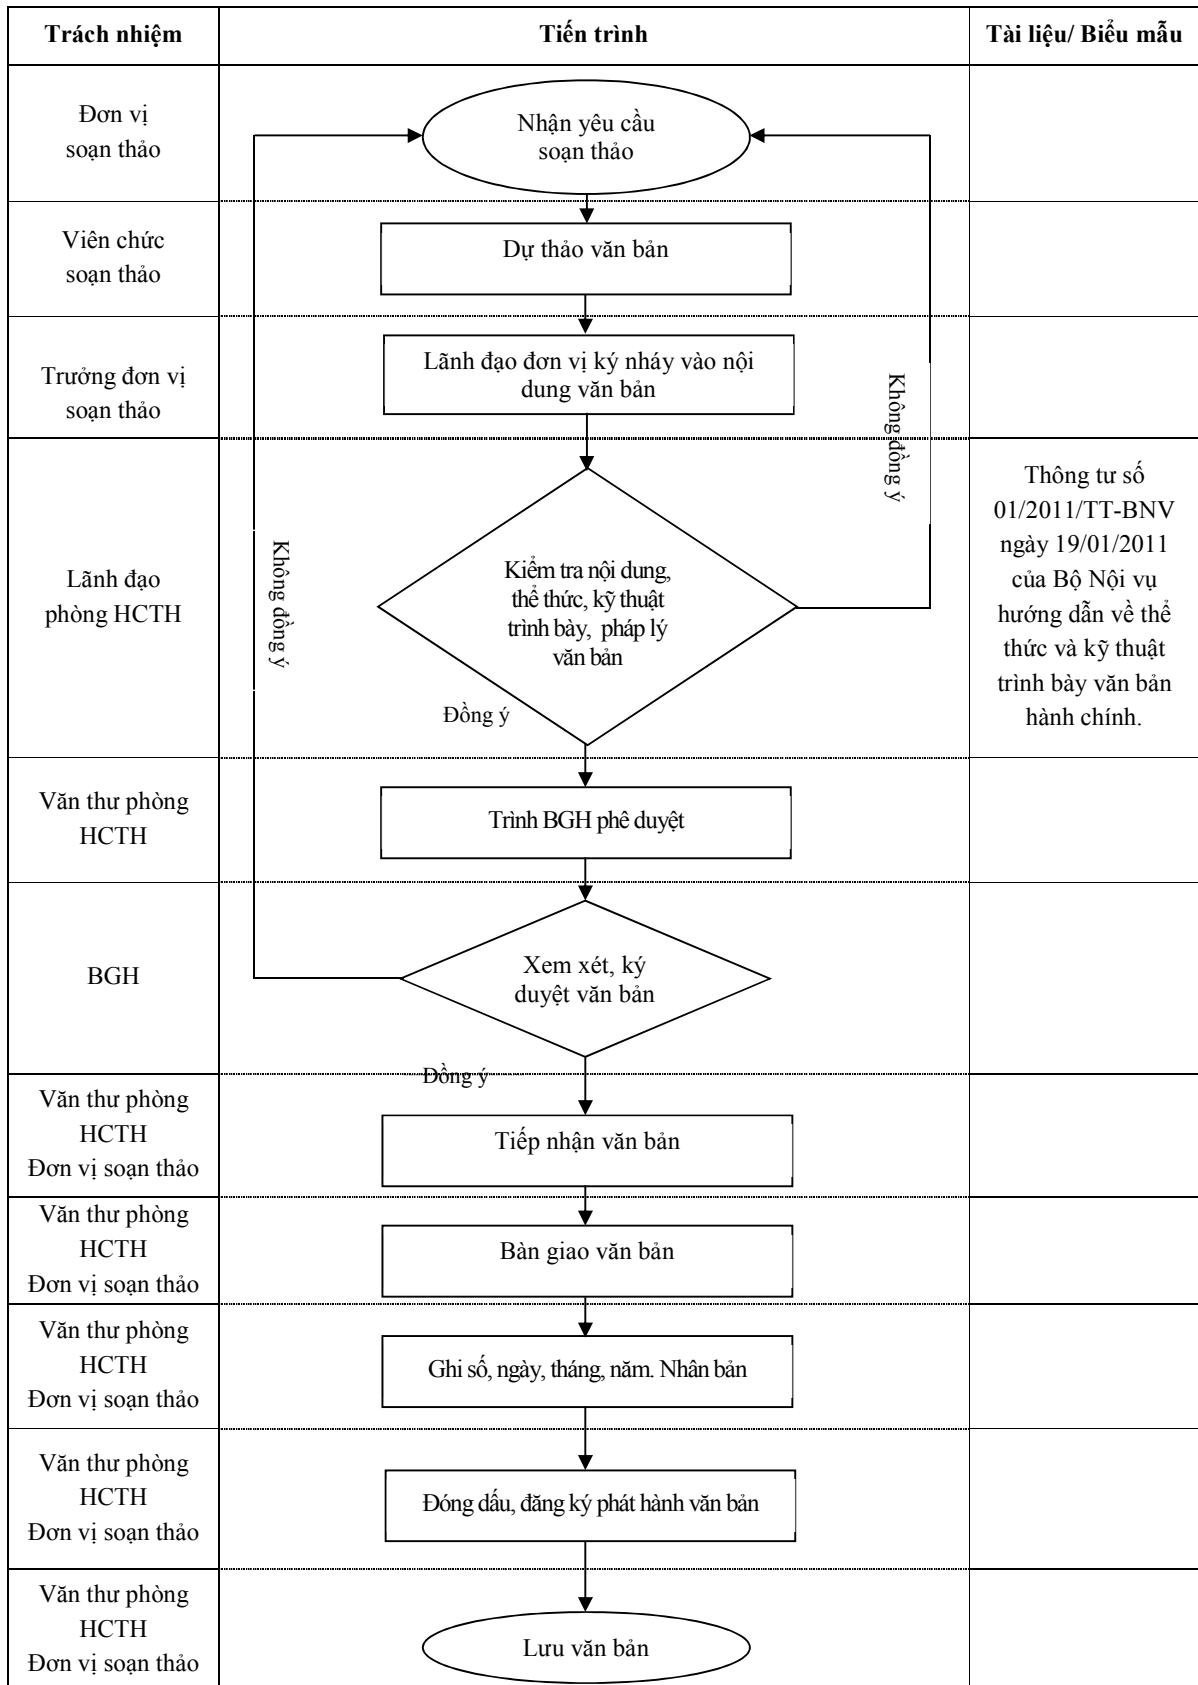 Trách nhiệm
Tiến trình
Tài liệu/ Biểu mẫu
Đơn vị
soạn thảo
Nhận yêu cầu
soạn thảo
Viên chức
soạn thảo
Dự thảo văn bản
Trưởng đơn vị
soạn thảo
Lãnh đạo đơn vị ký nháy vào nội
dung văn bản
Không đồng ý
Lãnh đạo
phòng HCTH
Không đồng ý
Kiểm tra nội dung,
thể thức, kỹ thuật
trình bày, pháp lý
văn bản
Đồng ý
Thông tư số
01/2011/TT-BNV
ngày 19/01/2011
của Bộ Nội vụ
hướng dẫn về thể
thức và kỹ thuật
trình bày văn bản
hành chính.
Văn thư phòng
HCTH
Trình BGH phê duyệt
BGH
Xem xét, ký
duyệt văn bản
Đồng ý
Văn thư phòng
HCTH
Đơn vị soạn thảo
Tiếp nhận văn bản
Văn thư phòng
HCTH
Đơn vị soạn thảo
Bàn giao văn bản
Văn thư phòng
HCTH
Đơn vị soạn thảo
Ghi số, ngày, tháng, năm. Nhân bản
Văn thư phòng
HCTH
Đơn vị soạn thảo
Đóng dấu, đăng ký phát hành văn bản
Văn thư phòng
HCTH
Đơn vị soạn thảo
Lưu văn bản